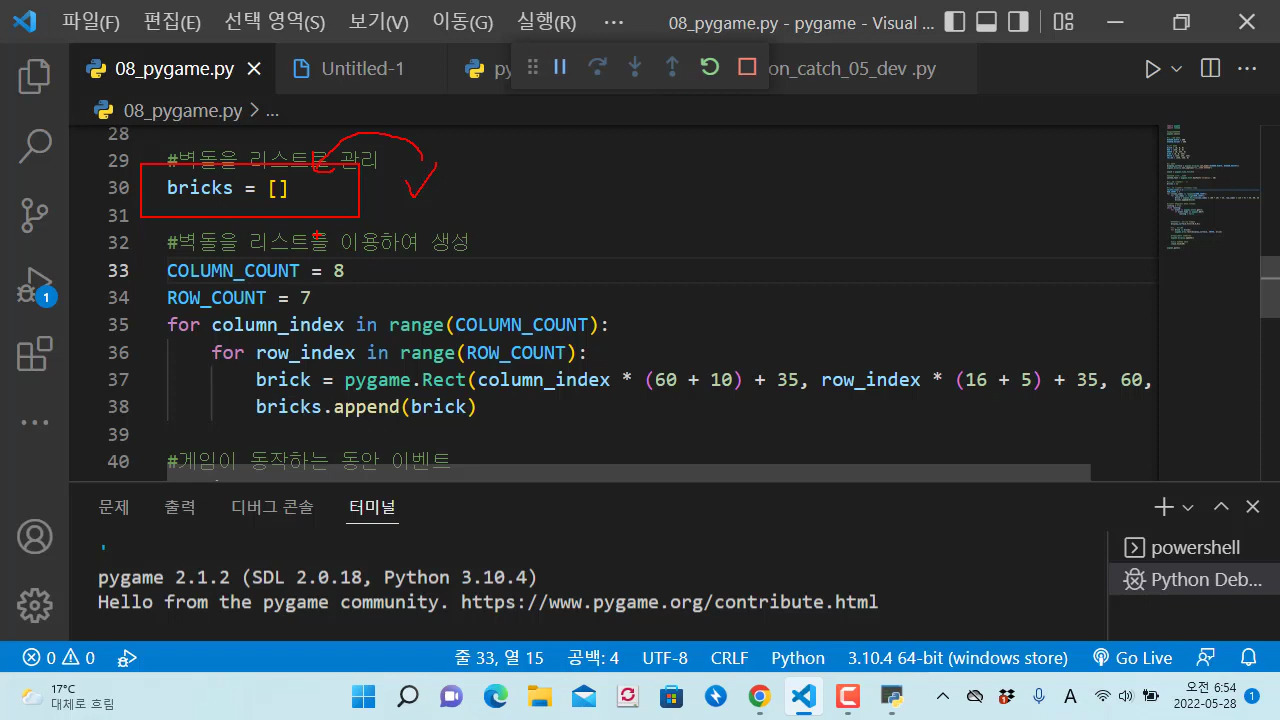 파일(F) 편집(E) 선택 영역(S) 보기(V) 이동(G) 실행(R) ··· 08_pygame.py - pygame - Visual ...
08_pygame.py Untitled-1 py on_catch_05_dev .py
08_pygame.py > ...
28
29 #벽돌을 리스트로 관리
30 bricks = []
31
32 #벽돌을 리스트를 이용하여 생성
33 COLUMN_COUNT = 8
34 ROW_COUNT = 7
35 for column_index in range(COLUMN_COUNT):
36 for row_index in range(ROW_COUNT):
37 brick = pygame.Rect(column_index * (60 + 10) + 35, row_index * (16 + 5) + 35, 60,
38 bricks.append(brick)
39
40 #게임이 동작하는 동안 이벤트
문제 출력 디버그 콘솔 터미널
'
pygame 2.1.2 (SDL 2.0.18, Python 3.10.4)
Hello from the pygame community. https://www.pygame.org/contribute.html
powershell
Python Deb...
1
0 0 줄 33, 열 15 공백: 4 UTF-8 CRLF Python 3.10.4 64-bit (windows store) Go Live
17°C
대체로 흐림
A
오전 6:54
2022-05-28
1